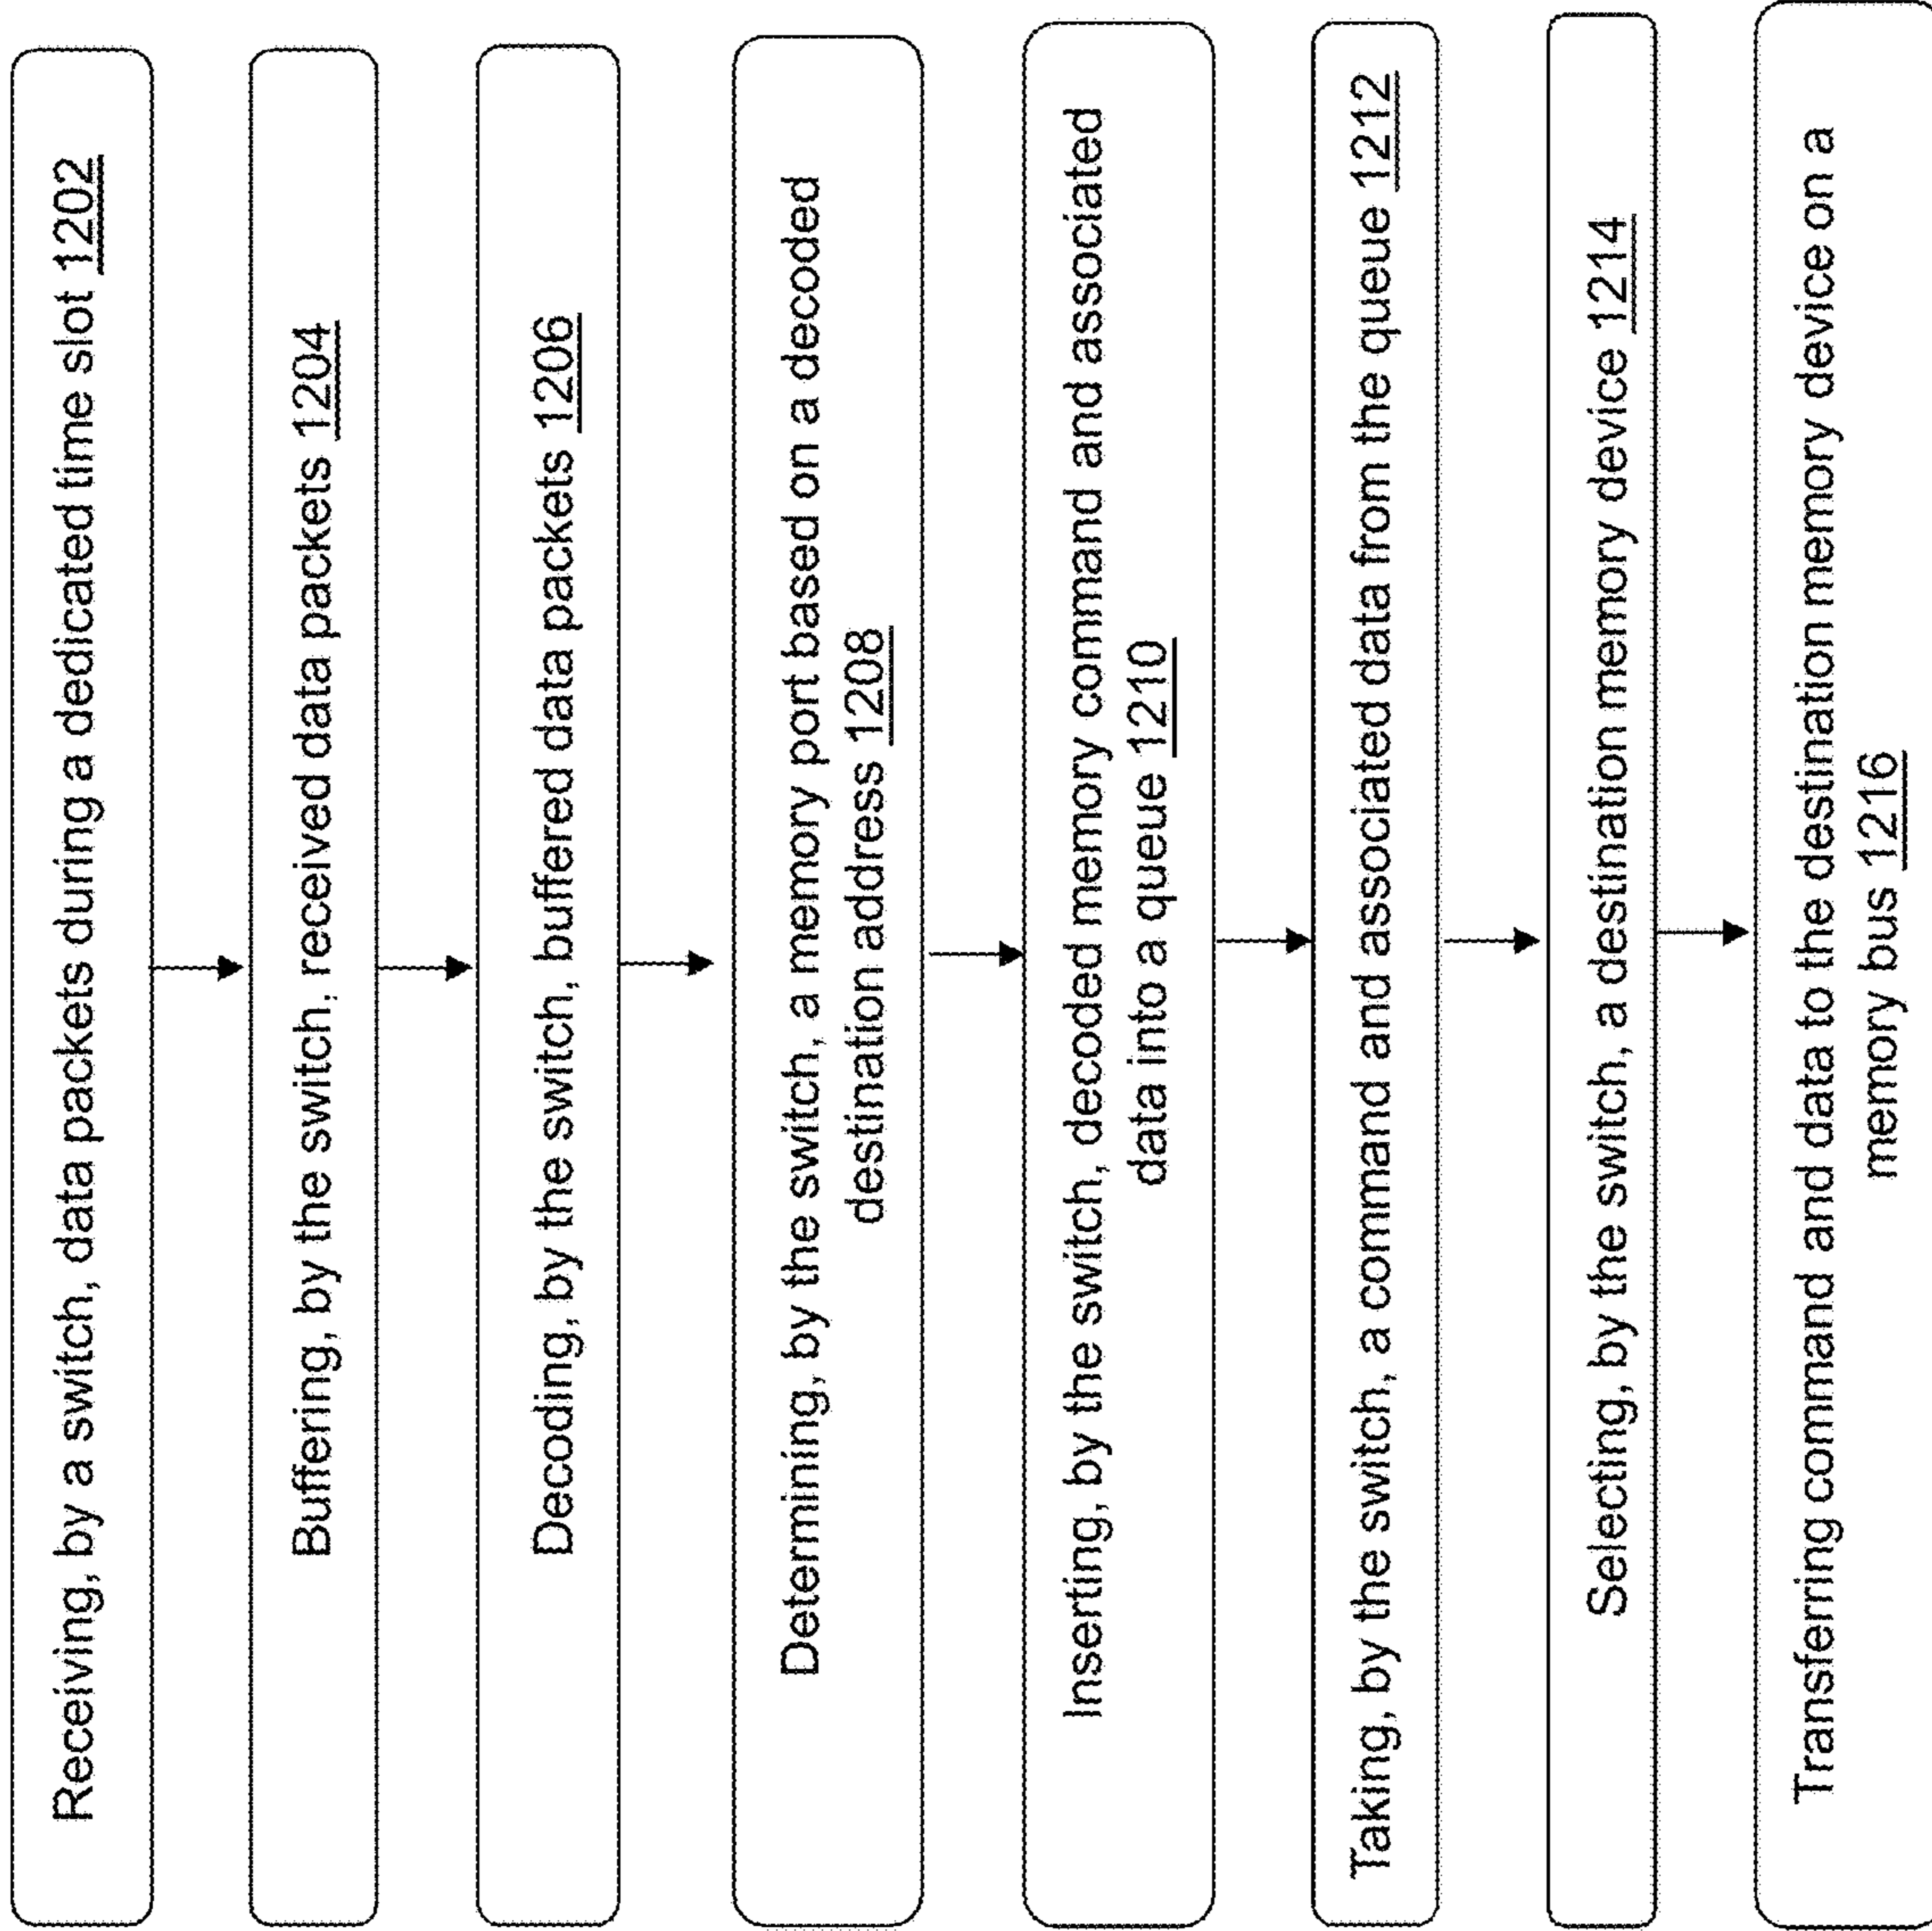 Receiving, by a switch, data packets during a dedicated time slot 1202
Buffering, by the switch, received data packets 1204
Decoding, by the switch, buffered data packets 1206
Determining, by the switch, a memory port based on a decoded
destination address 1208
Inserting, by the switch, decoded memory command and associated
data into a queue 1210
Taking, by the switch, a command and associated data from the queue 1212
Selecting, by the switch, a destination memory device 1214
Transferring command and data to the destination memory device on a
memory bus 1216